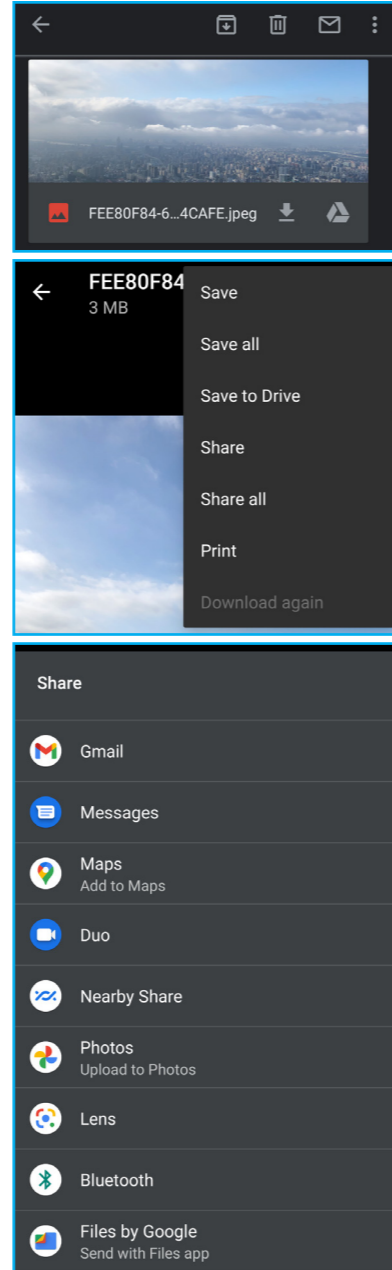 FEE80F84-6...4CAFE.jpeg
FEE80F84
3 MB
Save
Save all
Save to Drive
Share
Share all
Print
Download again
Share
Gmail
Messages
Maps
Add to Maps
Duo
Nearby Share
Photos
Upload to Photos
Lens
Bluetooth
Files by Google
Send with Files app